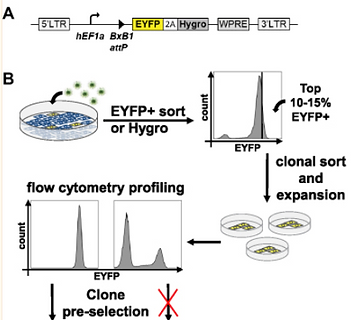 A
5'LTR
hEF1a
BxB1
attP
EYFP
2A
Hygro
WPRE
3'LTR
B
EYFP+ sort
or Hygro
count
EYFP
Top
10-15%
EYFP+
clonal sort
and
expansion
flow cytometry profiling
count
EYFP
Clone
pre-selection